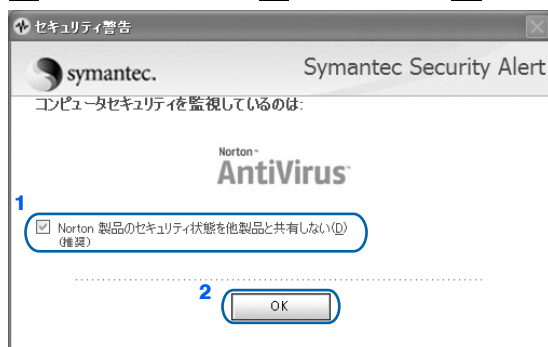 セキュリティ警告
symantec.
Symantec Security Alert
コンピュータセキュリティを監視しているのは:
Norton™
AntiVirus™
1
Norton 製品のセキュリティ状態を他製品と共有しない(D)
(推奨)
2
OK